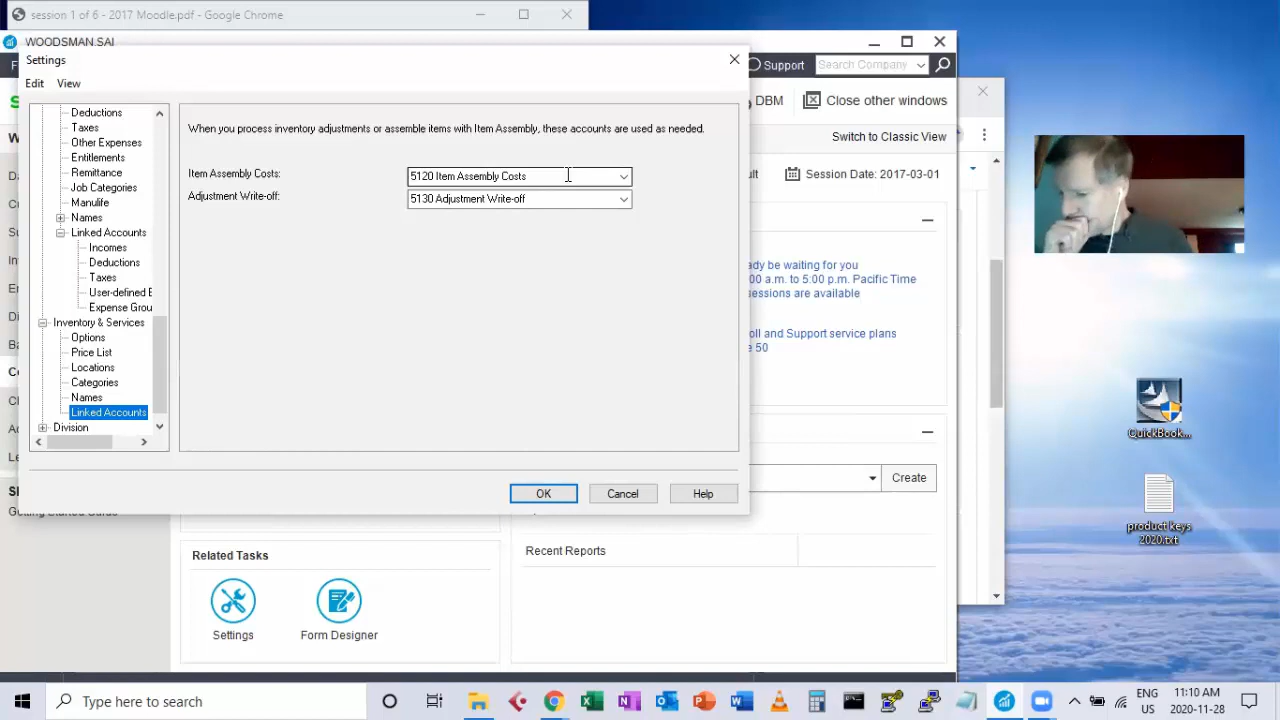 session 1 of 6 - 2017 Moodle.pdf - Google Chrome
WOODSMAN.SAI
Settings
Support
Search Company
Edit View
DBM
Close other windows
Switch to Classic View
Deductions
Taxes
Other Expenses
Entitlements
Remittance
Job Categories
Manulife
Names
Linked Accounts
Incomes
Deductions
Taxes
User-defined E
Expense Grou
Inventory & Services
Options
Price List
Locations
Categories
Names
Linked Accounts
Division
When you process inventory adjustments or assemble items with Item Assembly, these accounts are used as needed.
Item Assembly Costs: 5120 Item Assembly Costs
Adjustment Write-off: 5130 Adjustment Write-off
OK Cancel Help
ult Session Date: 2017-03-01
ady be waiting for you
00 a.m. to 5:00 p.m. Pacific Time
sessions are available
oll and Support service plans
e 50
Create
Related Tasks
Settings Form Designer
Recent Reports
QuickBook...
product keys
2020.txt
Type here to search
ENG
US
11:10 AM
2020-11-28